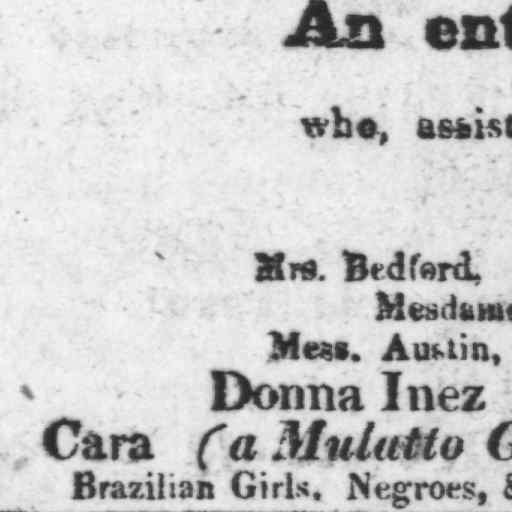 An ent
who, assist
Mrs. Bedford,
Mesdame
Mess. Austin,
Donna Inez
Cara (a Mulatto G
Brazilian Girls. Negroes, &